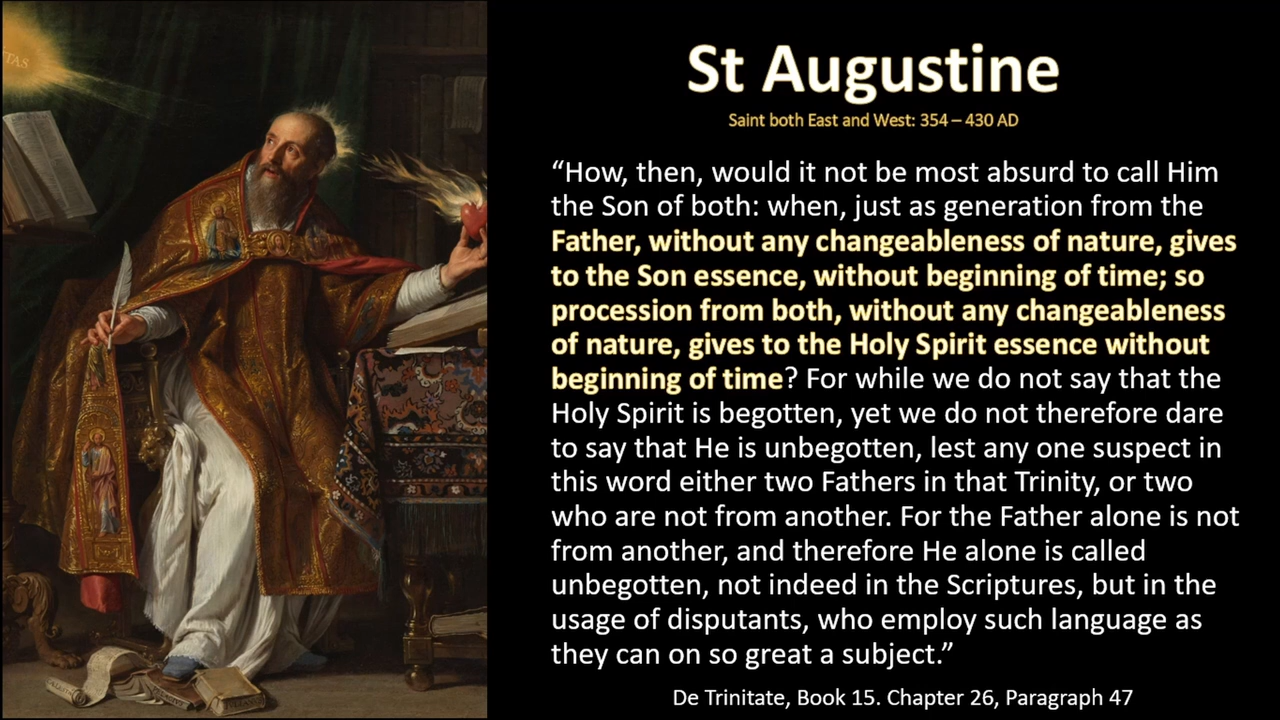 TAS
St Augustine
Saint both East and West: 354 – 430 AD
“How, then, would it not be most absurd to call Him
the Son of both: when, just as generation from the
Father, without any changeableness of nature, gives
to the Son essence, without beginning of time; so
procession from both, without any changeableness
of nature, gives to the Holy Spirit essence without
beginning of time? For while we do not say that the
Holy Spirit is begotten, yet we do not therefore dare
to say that He is unbegotten, lest any one suspect in
this word either two Fathers in that Trinity, or two
who are not from another. For the Father alone is not
from another, and therefore He alone is called
unbegotten, not indeed in the Scriptures, but in the
usage of disputants, who employ such language as
they can on so great a subject.”
De Trinitate, Book 15. Chapter 26, Paragraph 47